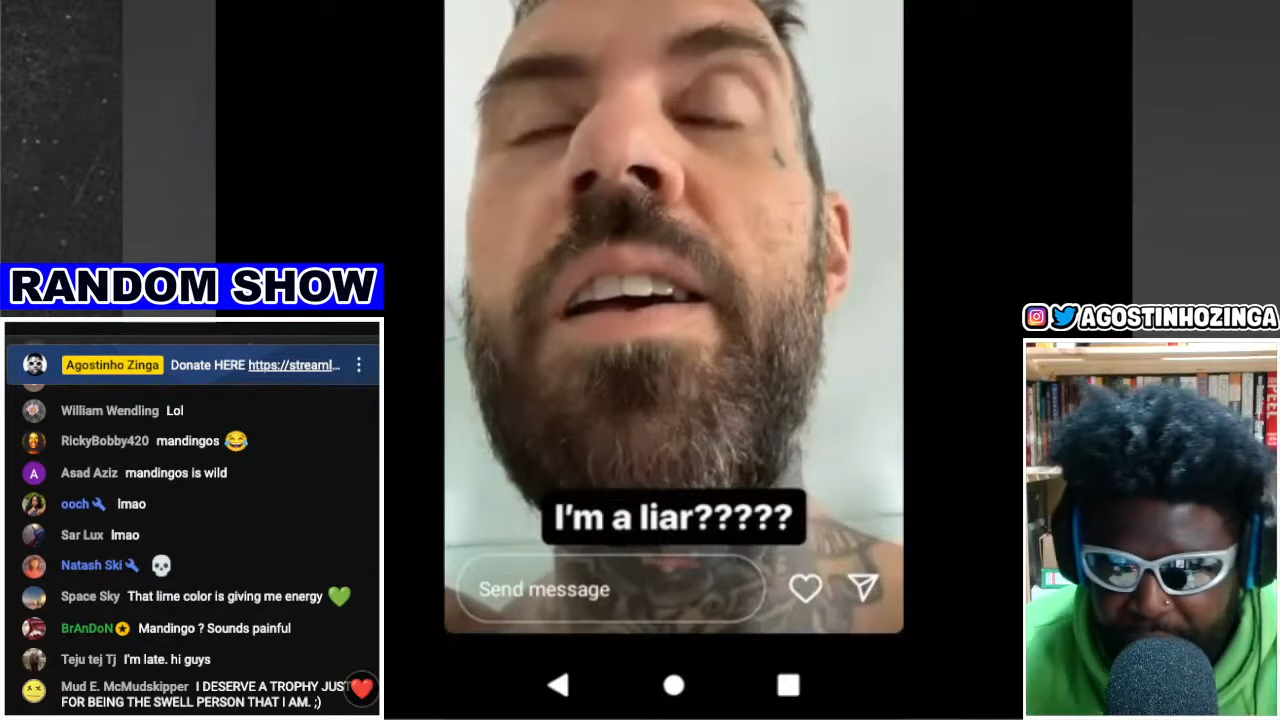 RANDOM SHOW
Agostinho Zinga Donate HERE https://streaml...
William Wendling Lol
RickyBobby420 mandingos 😂
Asad Aziz mandingos is wild
ooch lmao
Sar Lux lmao
Natash Ski 💀
Space Sky That lime color is giving me energy 💚
BrAnDoN Mandingo ? Sounds painful
Teju tej Tj I'm late. hi guys
Mud E. McMudskipper I DESERVE A TROPHY JUST
FOR BEING THE SWELL PERSON THAT I AM. ;)
I'm a liar?????
Send message
AGOSTINHOZINGA